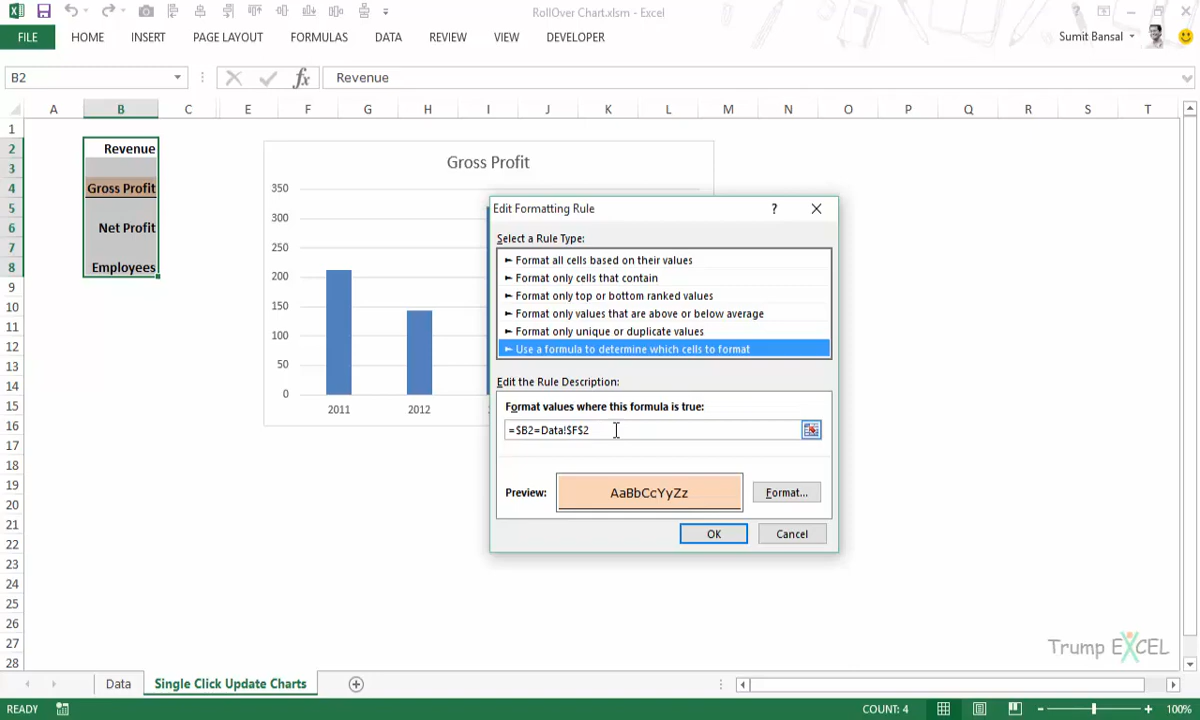 RollOver Chart.xlsm - Excel
FILE HOME INSERT PAGE LAYOUT FORMULAS DATA REVIEW VIEW DEVELOPER Sumit Bansal
B2 fx Revenue
A B C E F G H I J K L M N O P Q R S T
1
2 Revenue
3
4 Gross Profit
5
6 Net Profit
7
8 Employees
9
10
11
12
13
14
15
16
17
18
19
20
21
22
23
24
25
26
27
28
Gross Profit
350
300
250
200
150
100
50
0
2011 2012
Edit Formatting Rule ?
Select a Rule Type:
► Format all cells based on their values
► Format only cells that contain
► Format only top or bottom ranked values
► Format only values that are above or below average
► Format only unique or duplicate values
► Use a formula to determine which cells to format
Edit the Rule Description:
Format values where this formula is true:
=$B2=Data!$F$2
Preview: AaBbCcYyZz Format...
OK Cancel
Trump EXCEL
Data Single Click Update Charts
READY COUNT: 4 100%